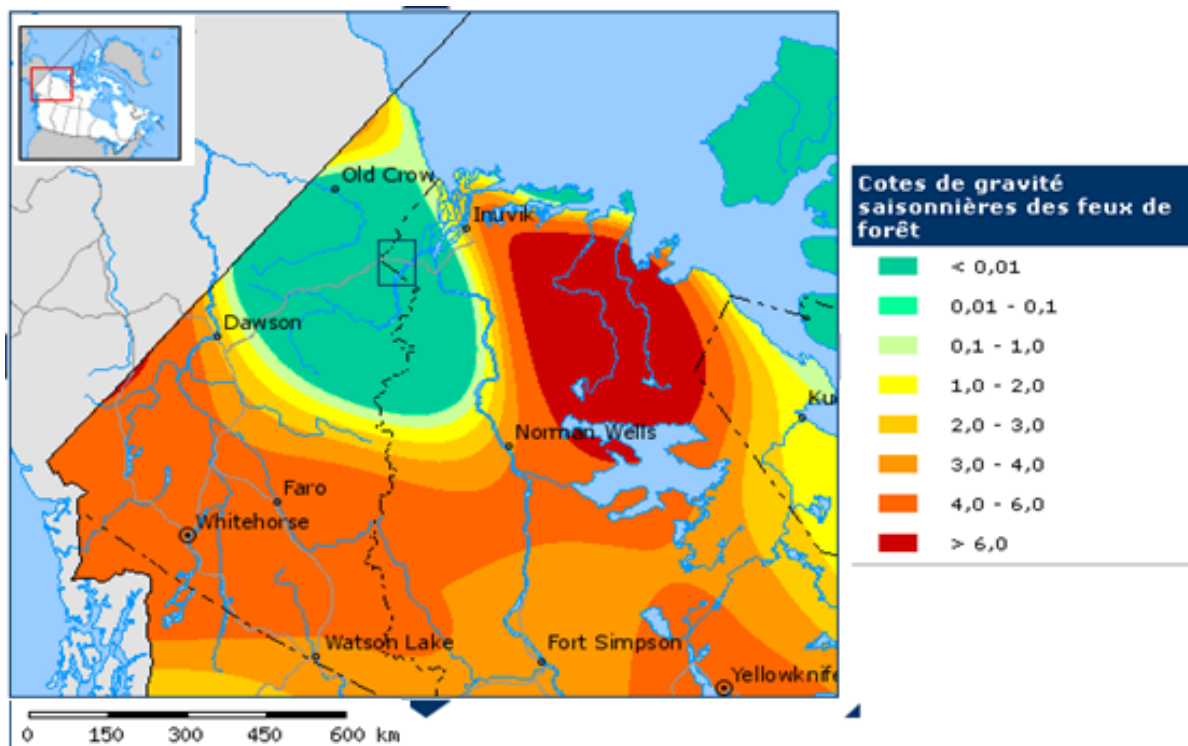 Old Crow
Inuvik
Dawson
Ku
Norman Wells
Faro
Whitehorse
Watson Lake
Fort Simpson
Yellowknife
0 150 300 450 600 km
Cotes de gravité
saisonnières des feux de
forêt
< 0,01
0,01 - 0,1
0,1 - 1,0
1,0 - 2,0
2,0 - 3,0
3,0 - 4,0
4,0 - 6,0
> 6,0